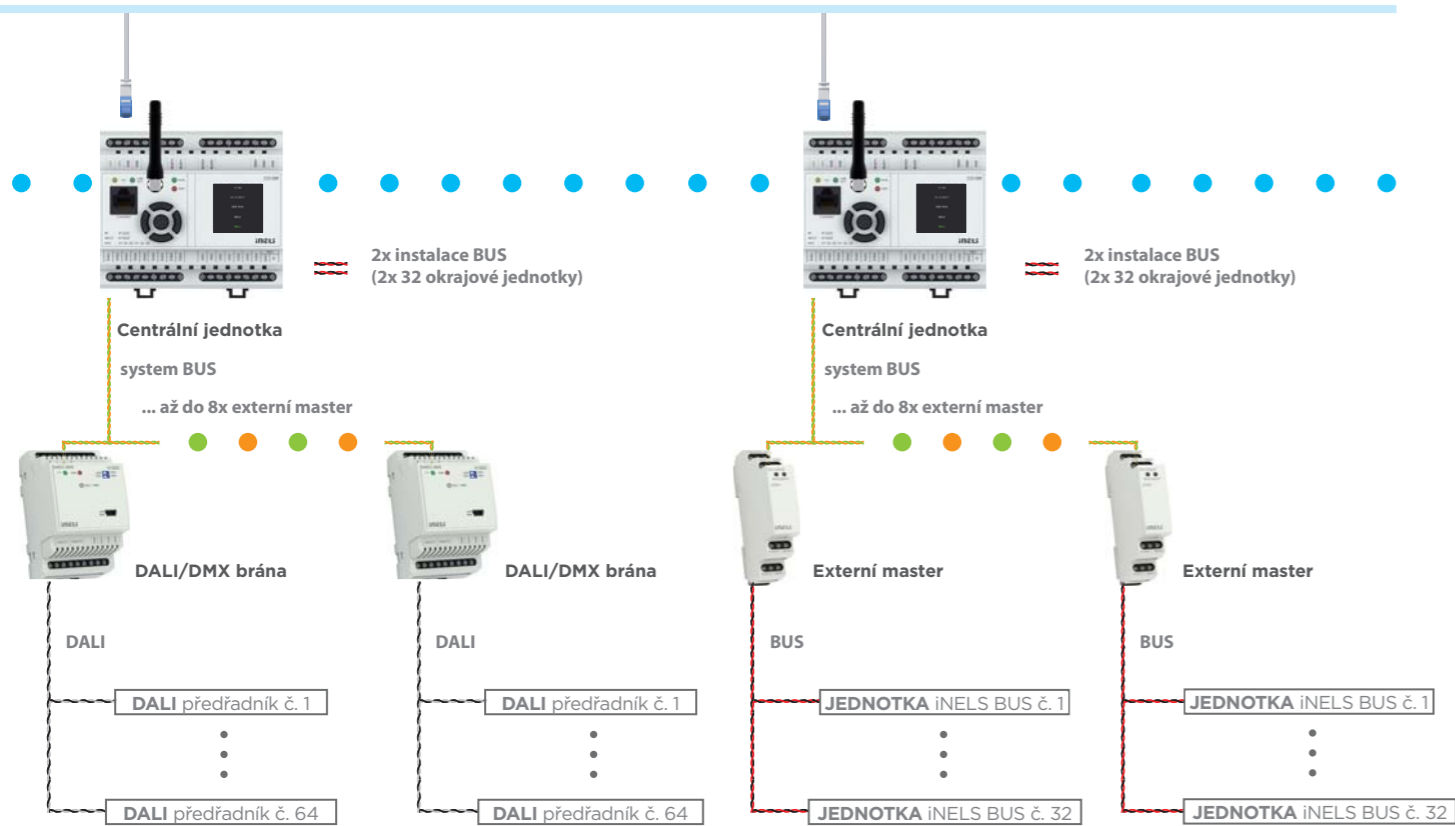 2x instalace BUS
(2x 32 okrajové jednotky)
2x instalace BUS
(2x 32 okrajové jednotky)
Centrální jednotka
Centrální jednotka
system BUS
system BUS
... až do 8x externí master
... až do 8x externí master
DALI/DMX brána
DALI/DMX brána
Externí master
Externí master
DALI
DALI
BUS
BUS
DALI předřadník č. 1
DALI předřadník č. 1
JEDNOTKA iNELS BUS č. 1
JEDNOTKA iNELS BUS č. 1
DALI předřadník č. 64
DALI předřadník č. 64
JEDNOTKA iNELS BUS č. 32
JEDNOTKA iNELS BUS č. 32